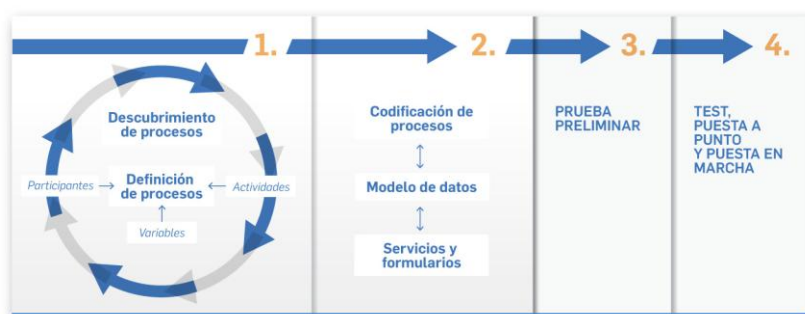 1.
2.
3.
4.
Descubrimiento
de procesos
Participantes
Definición
de procesos
Actividades
Variables
Codificación de
procesos
Modelo de datos
Servicios y
formularios
PRUEBA
PRELIMINAR
TEST,
PUESTA A
PUNTO
Y PUESTA EN
MARCHA